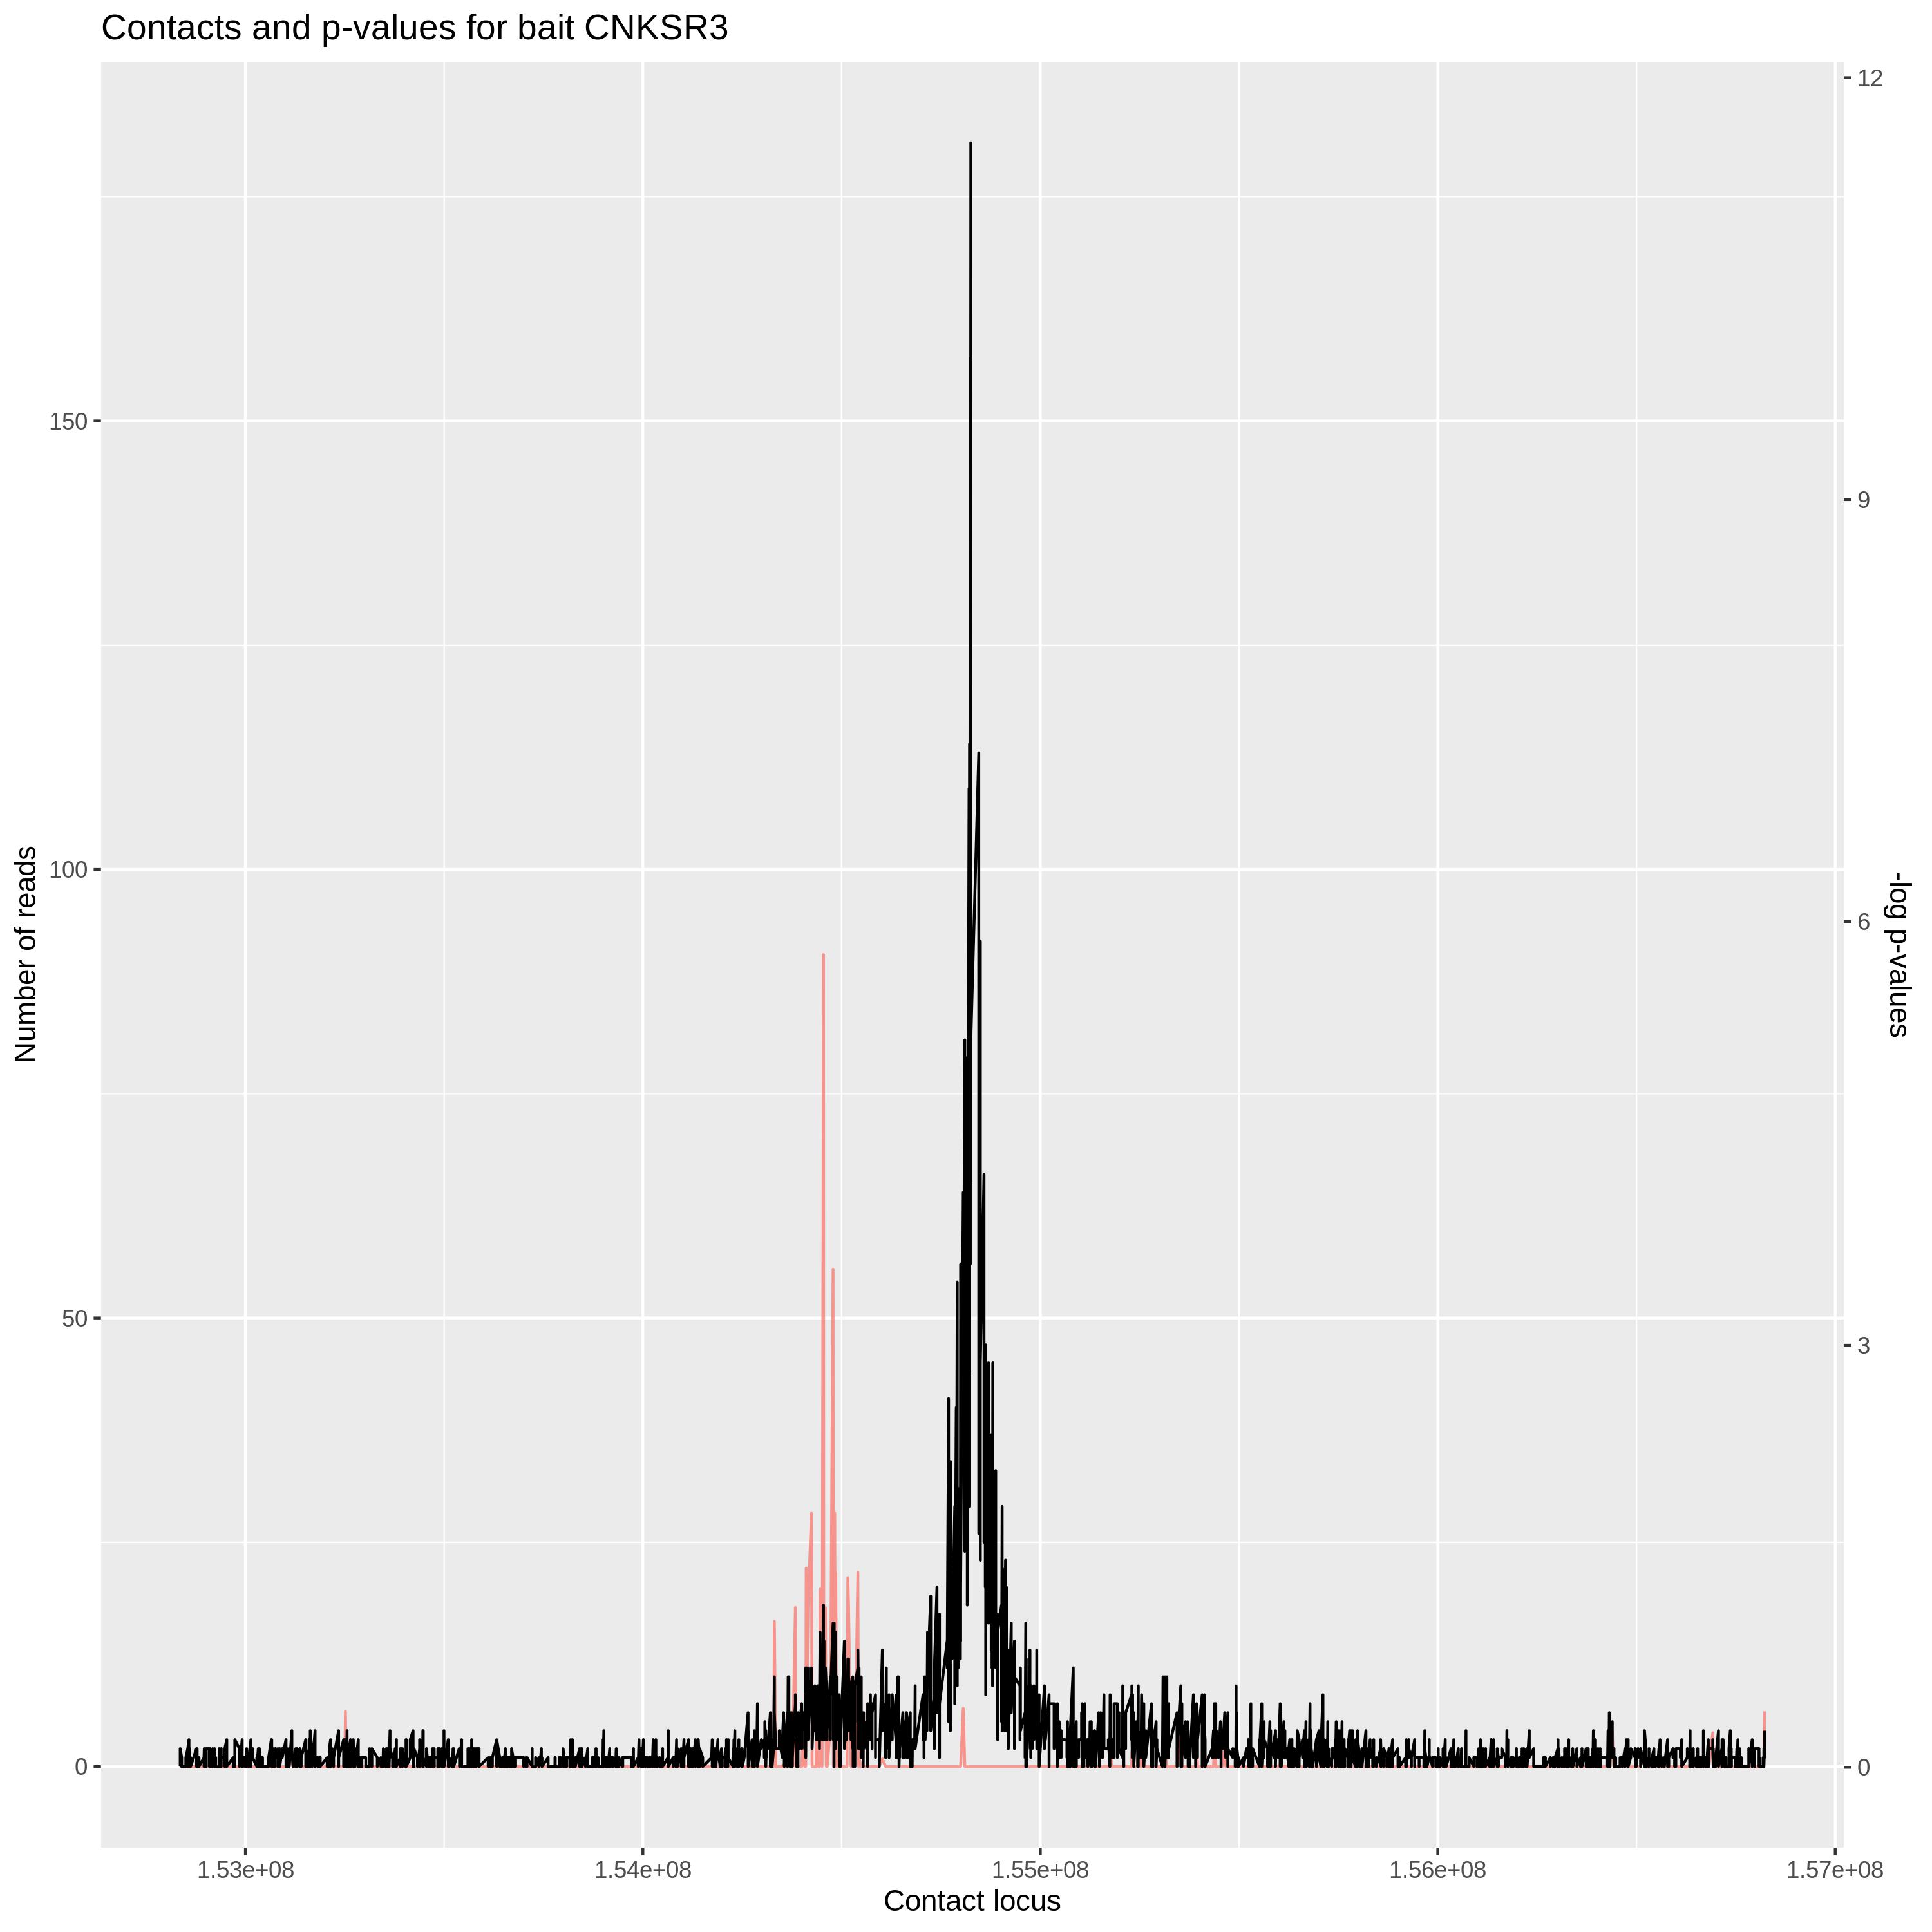 Contacts and p-values for bait CNKSR3
150
100
50
0
Number of reads
12
9
6
3
0
-log p-values
1.53e+08
1.54e+08
1.55e+08
1.56e+08
1.57e+08
Contact locus